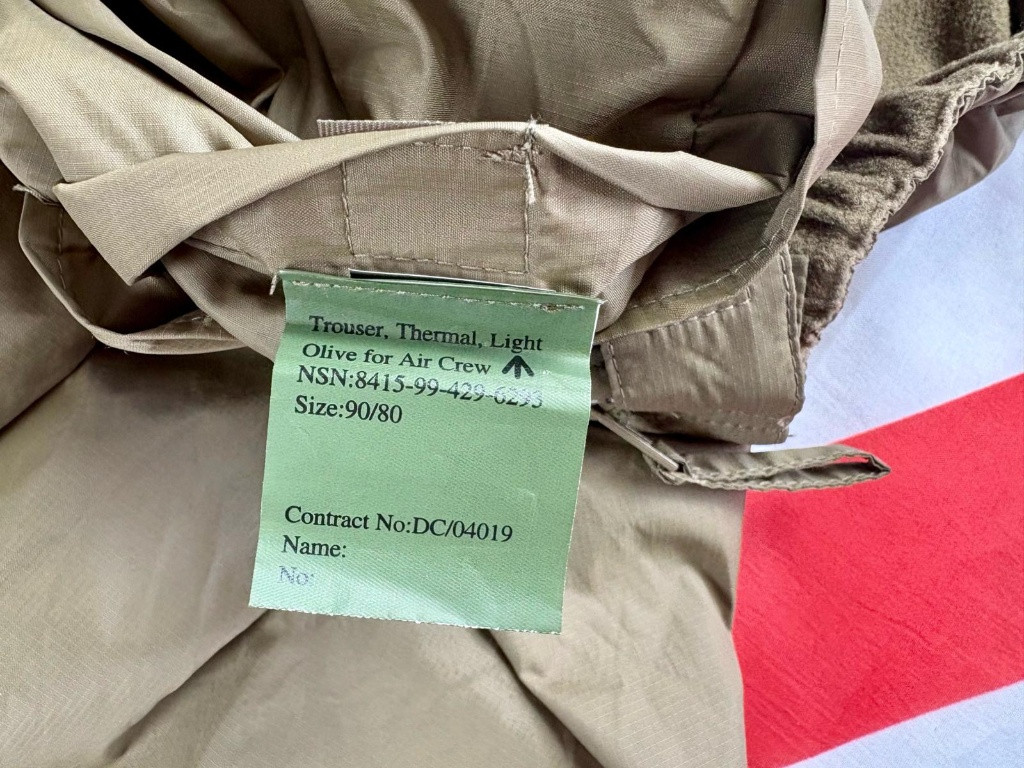 Trouser, Thermal, Light
Olive for Air Crew
NSN:8415-99-429-6293
Size:90/80
Contract No:DC/04019
Name:
No: